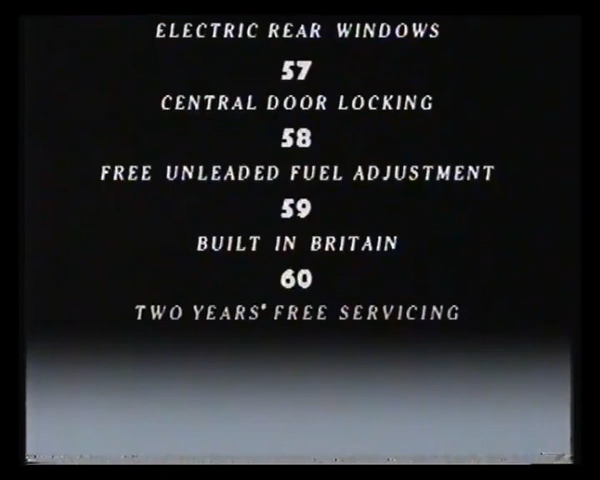 ELECTRIC REAR WINDOWS
57
CENTRAL DOOR LOCKING
58
FREE UNLEADED FUEL ADJUSTMENT
59
BUILT IN BRITAIN
60
TWO YEARS' FREE SERVICING